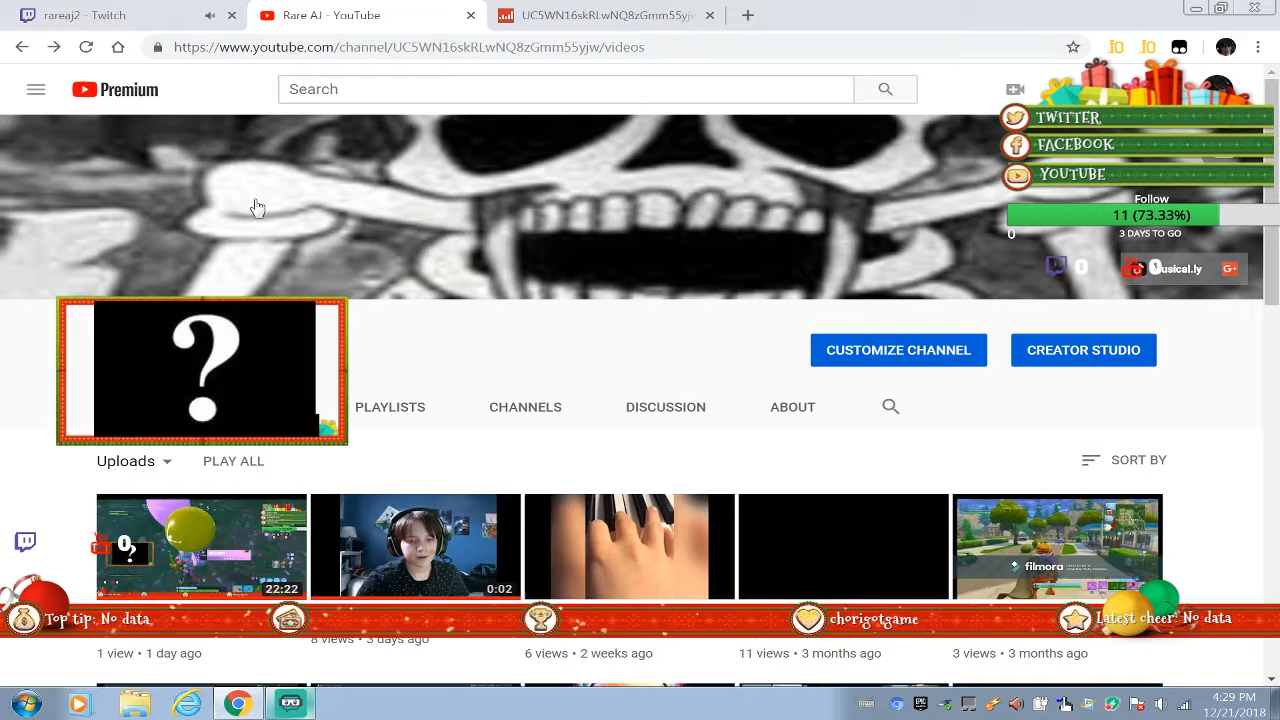 rareaj2 - Twitch
Rare AJ - YouTube
UC5WN16skRLwNQ8zGmm55yjv
https://www.youtube.com/channel/UC5WN16skRLwNQ8zGmm55yjw/videos
Premium
Search
TWITTER
FACEBOOK
YOUTUBE
Follow
11 (73.33%)
0
3 DAYS TO GO
0
0
usical.ly
G+
?
CUSTOMIZE CHANNEL
CREATOR STUDIO
PLAYLISTS
CHANNELS
DISCUSSION
ABOUT
Uploads
PLAY ALL
SORT BY
0
?
22:22
0:02
filmora
Top tip: No data
chorigotgame
Latest cheer: No data
8 views • 3 days ago
1 view • 1 day ago
6 views • 2 weeks ago
11 views • 3 months ago
3 views • 3 months ago
4:29 PM
12/21/2018